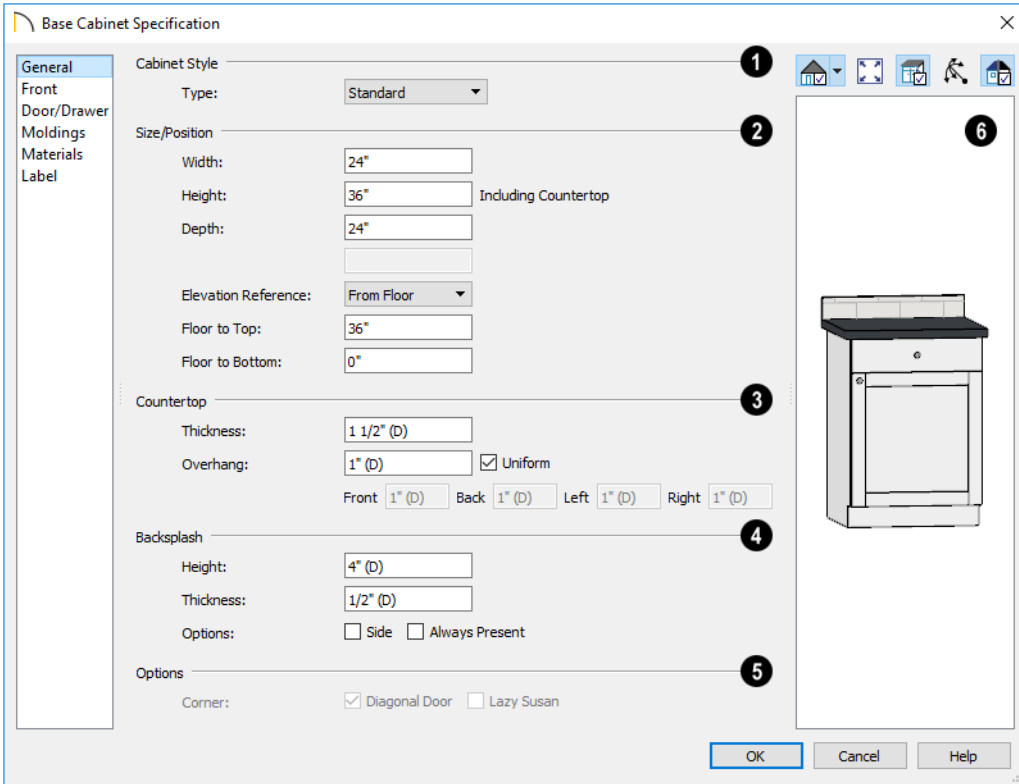 Base Cabinet Specification
General
Front
Door/Drawer
Moldings
Materials
Label
Cabinet Style 1
Type: Standard
Size/Position 2
Width: 24"
Height: 36" Including Countertop
Depth: 24"
Elevation Reference: From Floor
Floor to Top: 36"
Floor to Bottom: 0"
Countertop 3
Thickness: 1 1/2" (D)
Overhang: 1" (D) Uniform
Front 1" (D) Back 1" (D) Left 1" (D) Right 1" (D)
Backsplash 4
Height: 4" (D)
Thickness: 1/2" (D)
Options: Side Always Present
Options 5
Corner: Diagonal Door Lazy Susan
6
OK Cancel Help